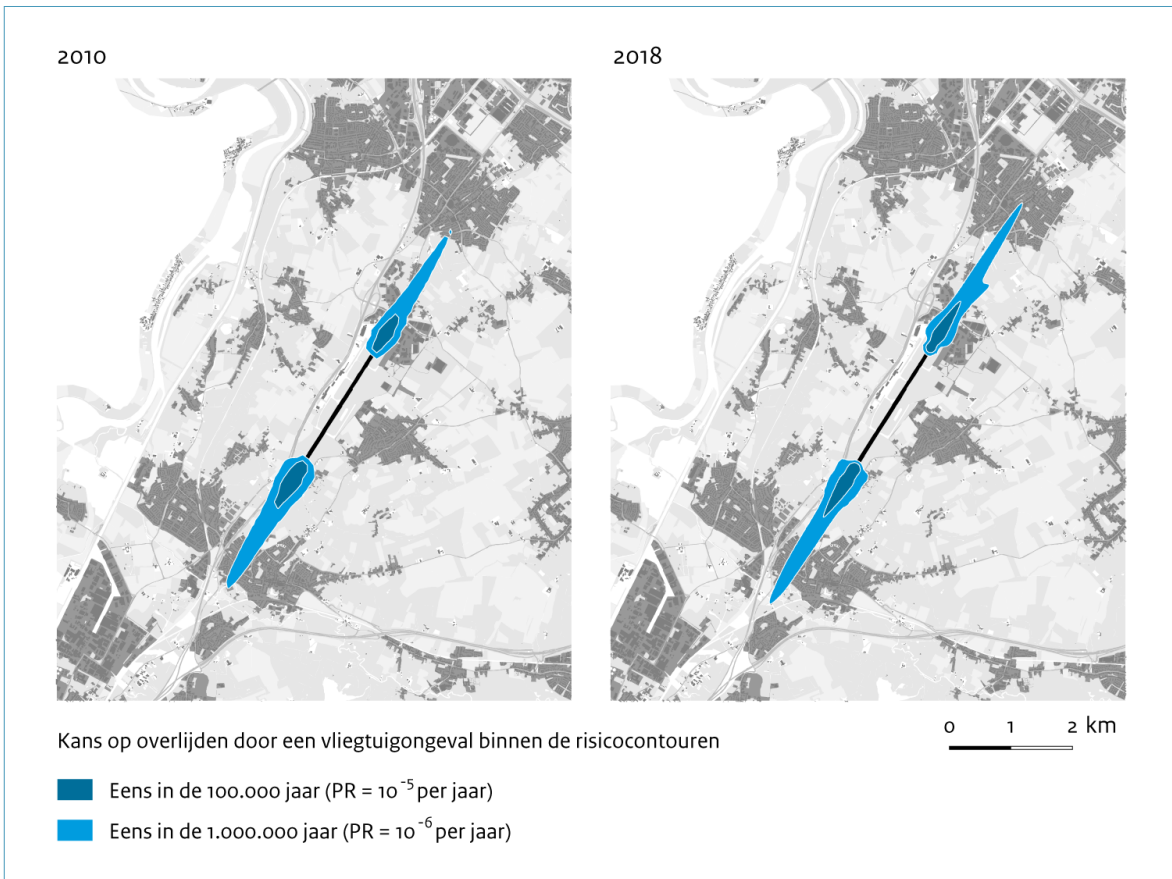 2010
2018
0 1 2 km
Kans op overlijden door een vliegtuigongeval binnen de risicocontouren
Eens in de 100.000 jaar (PR = 10⁻⁵ per jaar)
Eens in de 1.000.000 jaar (PR = 10⁻⁶ per jaar)